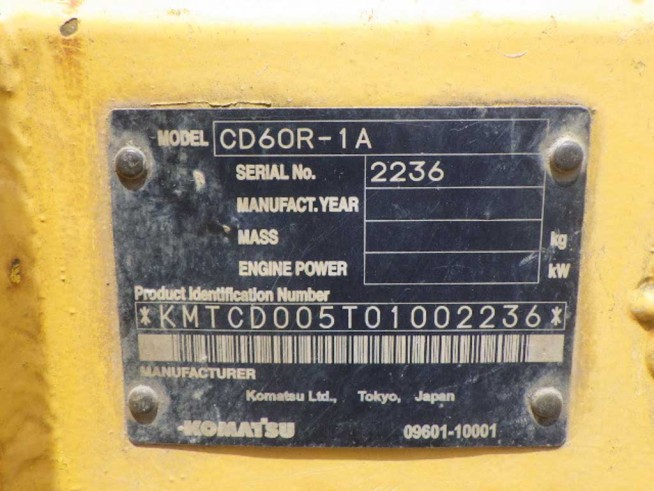 MODEL CD60R-1A
SERIAL No. 2236
MANUFACT. YEAR
MASS kg
ENGINE POWER kW
Product Identification Number
*KMTCD005T01002236*
MANUFACTURER
Komatsu Ltd., Tokyo, Japan
KOMATSU 09601-10001